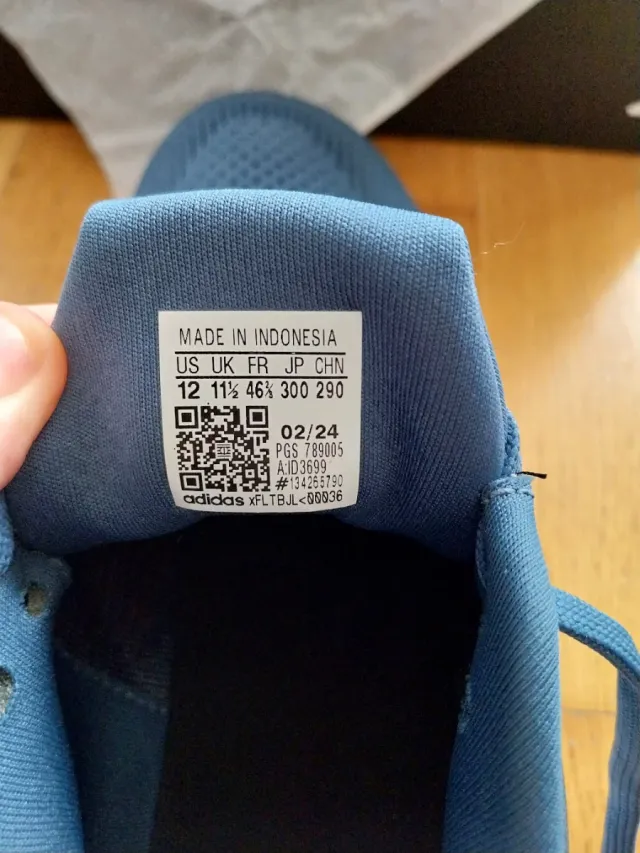 MADE IN INDONESIA
US UK FR JP CHN
12 11½ 46⅔ 300 290
02/24
PGS 789005
A:ID3699
#134265790
adidas xFLTBJL<00036